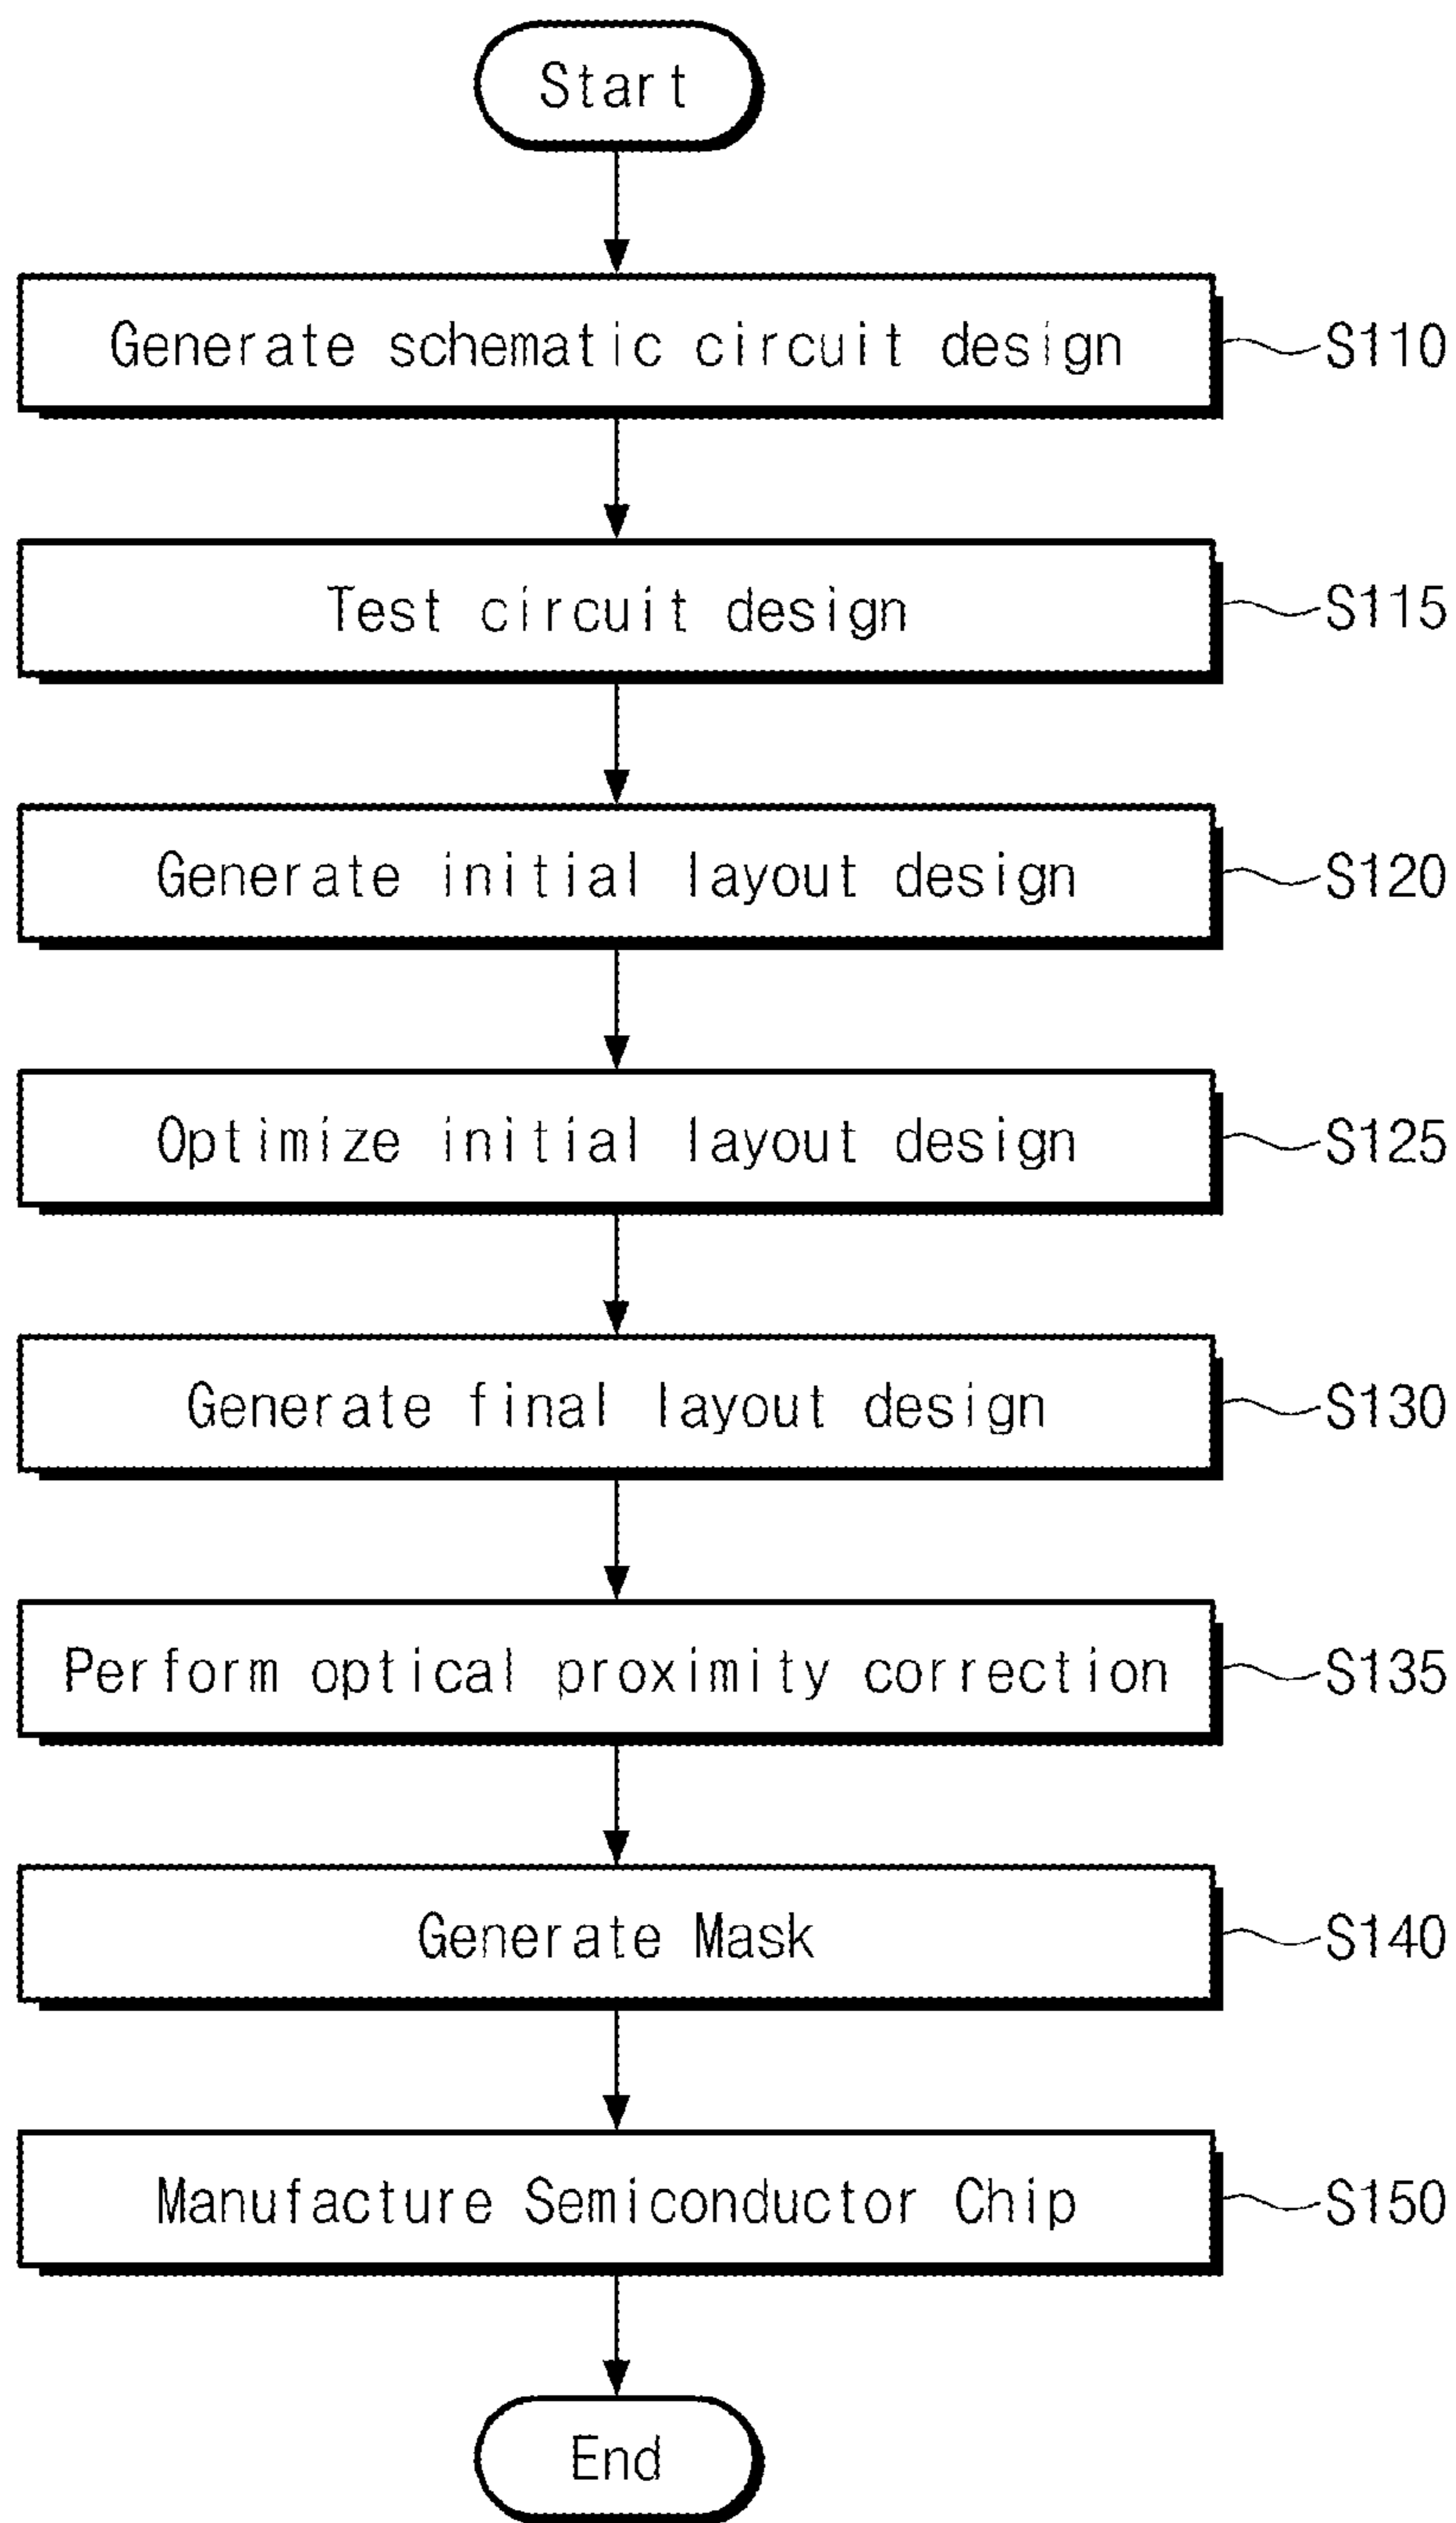 Start
Generate schematic circuit design
S110
Test circuit design
S115
Generate initial layout design
S120
Optimize initial layout design
S125
Generate final layout design
S130
Perform optical proximity correction
S135
Generate Mask
S140
Manufacture Semiconductor Chip
S150
End